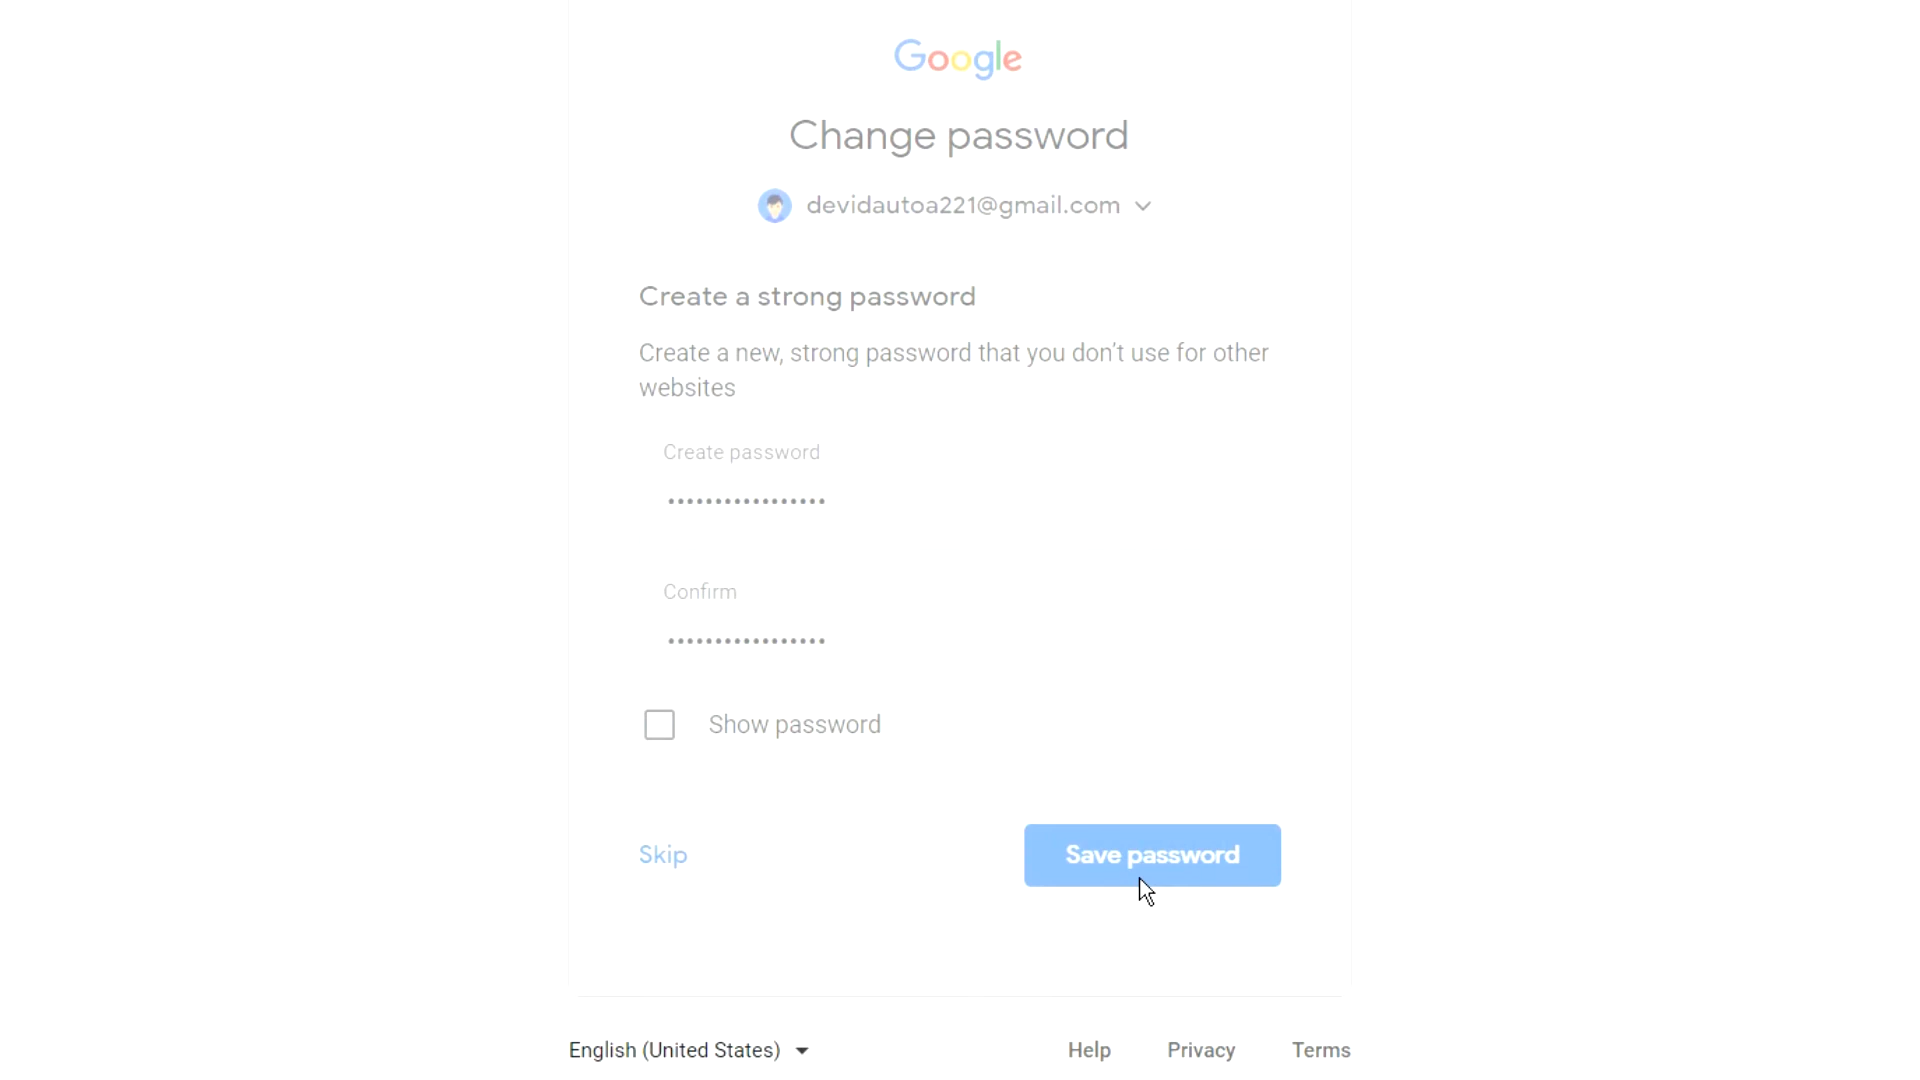 Google
Change password
devidautoa221@gmail.com
Create a strong password
Create a new, strong password that you don’t use for other
websites
Create password
•••••••••••••••••
Confirm
•••••••••••••••••
Show password
Skip
Save password
English (United States)
Help
Privacy
Terms